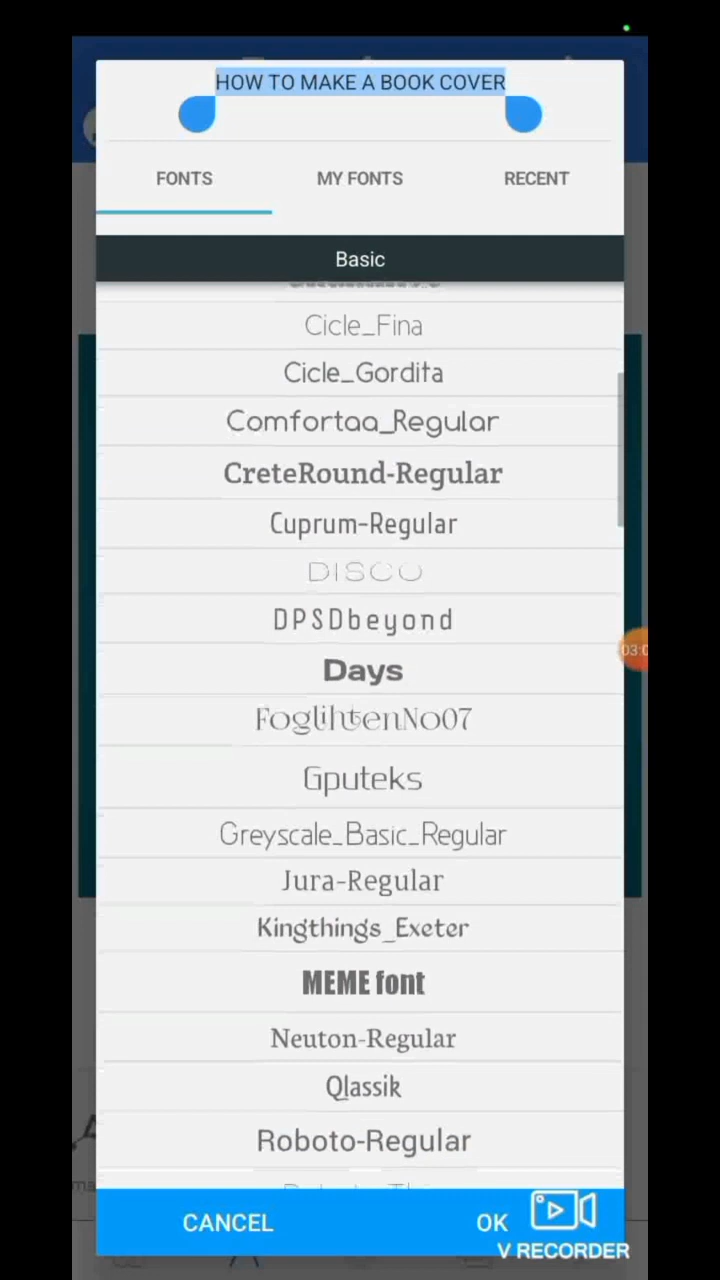 HOW TO MAKE A BOOK COVER
FONTS
MY FONTS
RECENT
Basic
Cicle_Fina
Cicle_Gordita
Comfortaa_Regular
CreteRound-Regular
Cuprum-Regular
DISCO
DPSDbeyond
Days
FoglihtenNo07
Gputeks
Greyscale_Basic_Regular
Jura-Regular
Kingthings_Exeter
MEME font
Neuton-Regular
Qlassik
Roboto-Regular
CANCEL
OK
V RECORDER